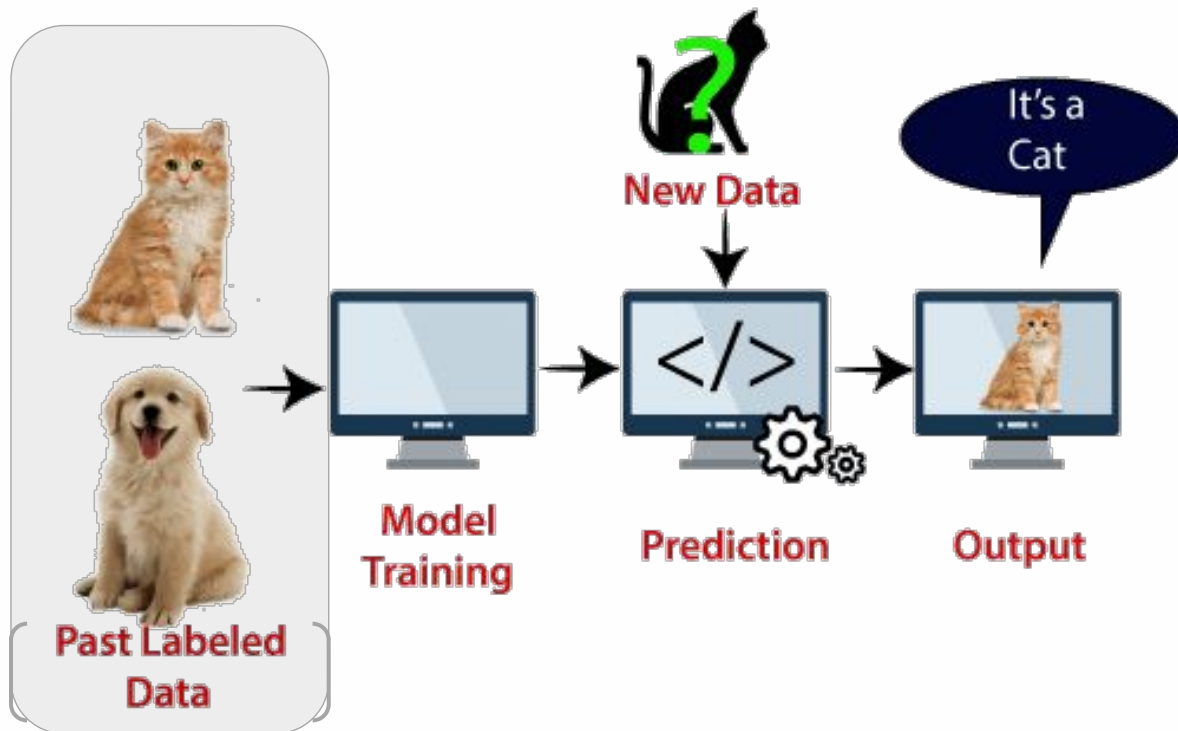 ?
New Data
It's a
Cat
</>
Model
Training
Prediction
Output
Past Labeled
Data